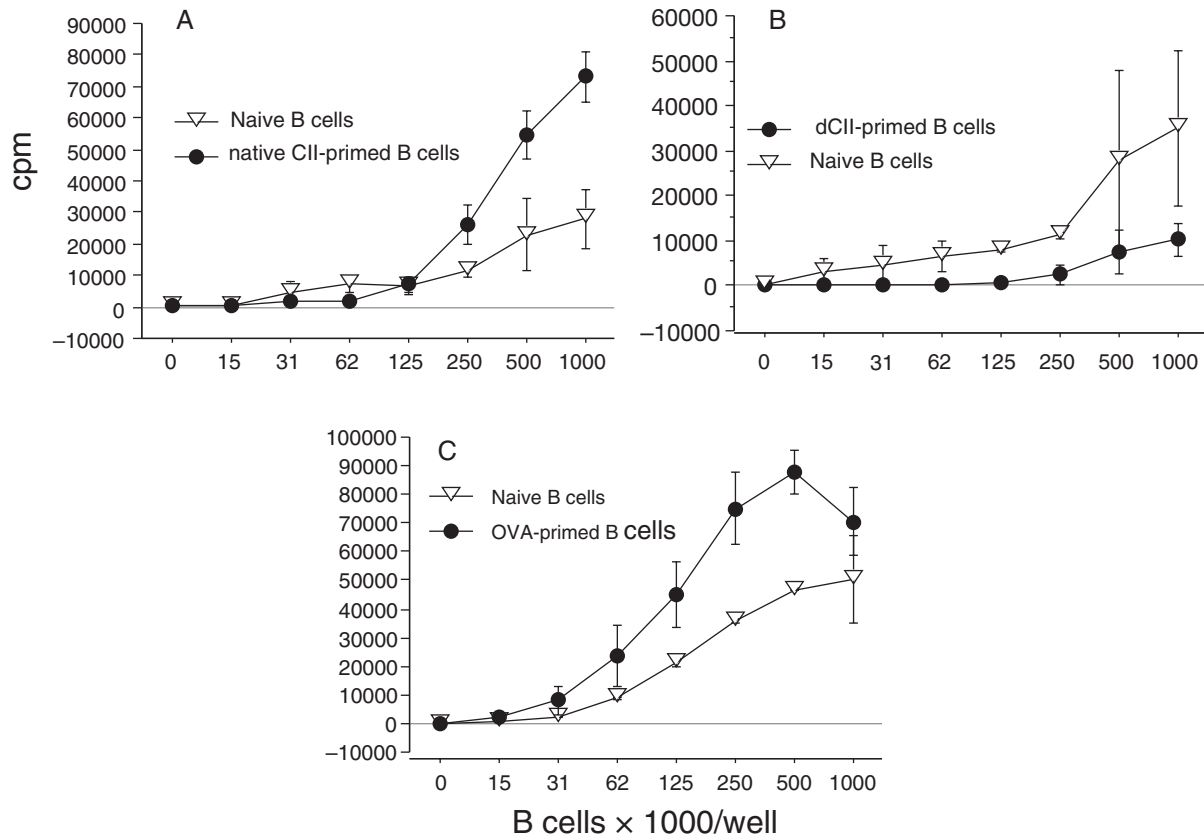 A
90000
80000
70000
60000
50000
40000
30000
20000
10000
0
–10000
cpm
Naive B cells
native CII-primed B cells
0 15 31 62 125 250 500 1000
B
60000
50000
40000
30000
20000
10000
0
–10000
dCII-primed B cells
Naive B cells
0 15 31 62 125 250 500 1000
C
100000
90000
80000
70000
60000
50000
40000
30000
20000
10000
0
–10000
Naive B cells
OVA-primed B cells
0 15 31 62 125 250 500 1000
B cells × 1000/well